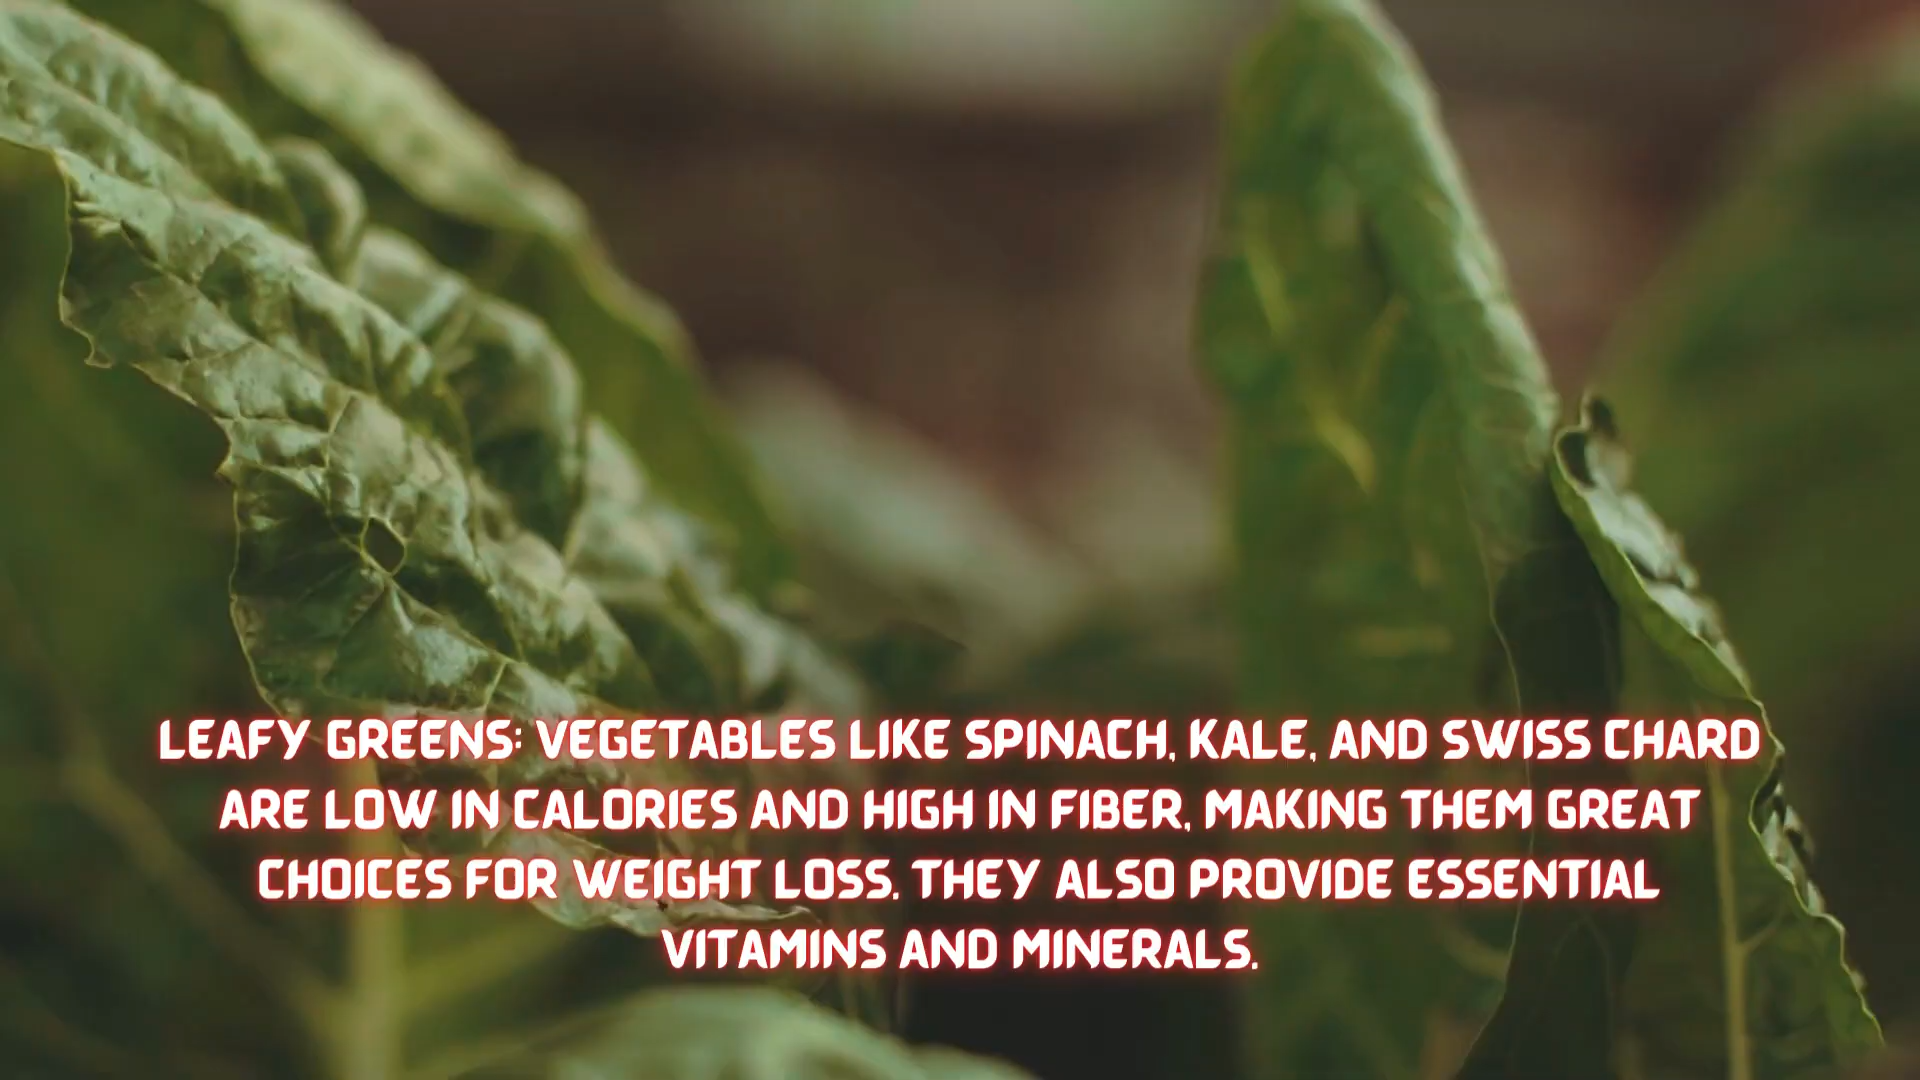 LEAFY GREENS: VEGETABLES LIKE SPINACH, KALE, AND SWISS CHARD
ARE LOW IN CALORIES AND HIGH IN FIBER, MAKING THEM GREAT
CHOICES FOR WEIGHT LOSS. THEY ALSO PROVIDE ESSENTIAL
VITAMINS AND MINERALS.